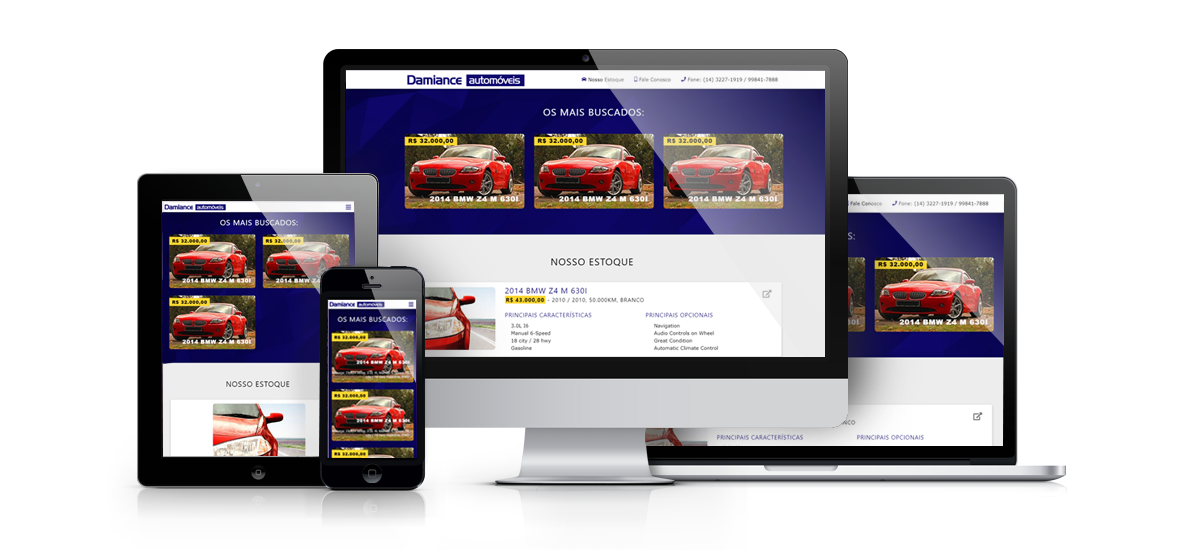 Damiance automóveis
Nosso Estoque Fale Conosco Fone: (14) 3227-1919 / 99841-7888
OS MAIS BUSCADOS:
R$ 32.000,00 R$ 32.000,00 R$ 32.000,00
2014 BMW Z4 M 630I 2014 BMW Z4 M 630I 2014 BMW Z4 M 630I
NOSSO ESTOQUE
2014 BMW Z4 M 630I
R$ 43.000,00 - 2010 / 2010, 50.000KM, BRANCO
PRINCIPAIS CARACTERÍSTICAS PRINCIPAIS OPCIONAIS
3.0L I6 Navigation
Manual 6-Speed Audio Controls on Wheel
18 city / 28 hwy Great Condition
Gasoline Automatic Climate Control
Damiance automóveis
OS MAIS BUSCADOS:
R$ 32.000,00 R$ 32.000,00
2014 BMW Z4 M 630I 2014 BMW Z4 M 630I
R$ 32.000,00
2014 BMW Z4 M 630I
NOSSO ESTOQUE
Damiance automóveis
OS MAIS BUSCADOS:
R$ 32.000,00
2014 BMW Z4 M 630I
R$ 32.000,00
2014 BMW Z4 M 630I
R$ 32.000,00
Fale Conosco Fone: (14) 3227-1919 / 99841-7888
S:
R$ 32.000,00
2014 BMW Z4 M 630I
NCO
PRINCIPAIS CARACTERÍSTICAS PRINCIPAIS OPCIONAIS